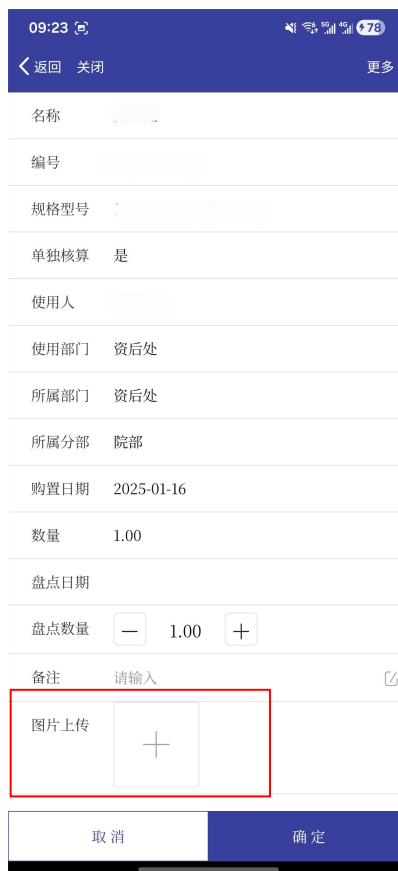 09:23
5G 4G 78
返回 关闭 更多
名称
编号
规格型号
单独核算 是
使用人
使用部门 资后处
所属部门 资后处
所属分部 院部
购置日期 2025-01-16
数量 1.00
盘点日期
盘点数量 — 1.00 +
备注 请输入
图片上传 +
取消 确定